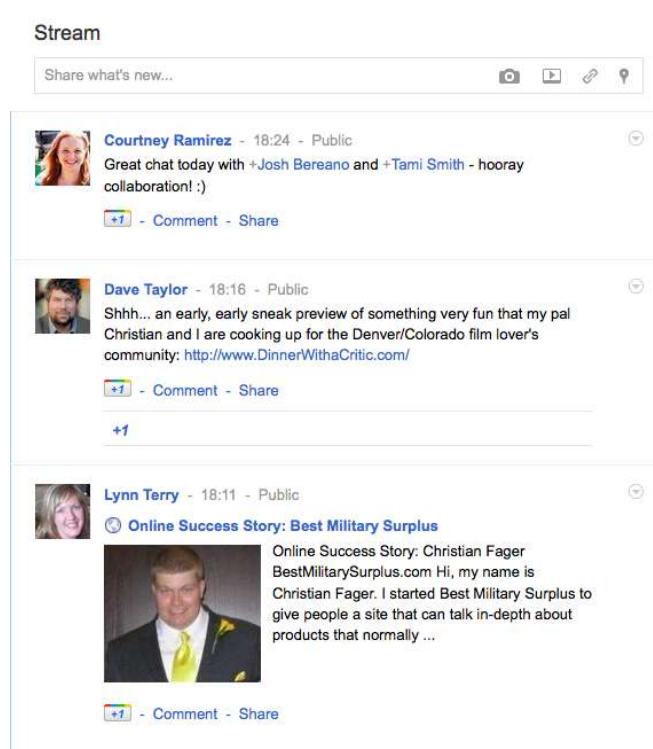 Stream
Share what's new...
Courtney Ramirez - 18:24 - Public
Great chat today with +Josh Bereano and +Tami Smith - hooray
collaboration! :)
+1 - Comment - Share
Dave Taylor - 18:16 - Public
Shhh... an early, early sneak preview of something very fun that my pal
Christian and I are cooking up for the Denver/Colorado film lover's
community: http://www.DinnerWithaCritic.com/
+1 - Comment - Share
+1
Lynn Terry - 18:11 - Public
Online Success Story: Best Military Surplus
Online Success Story: Christian Fager
BestMilitarySurplus.com Hi, my name is
Christian Fager. I started Best Military Surplus to
give people a site that can talk in-depth about
products that normally ...
+1 - Comment - Share